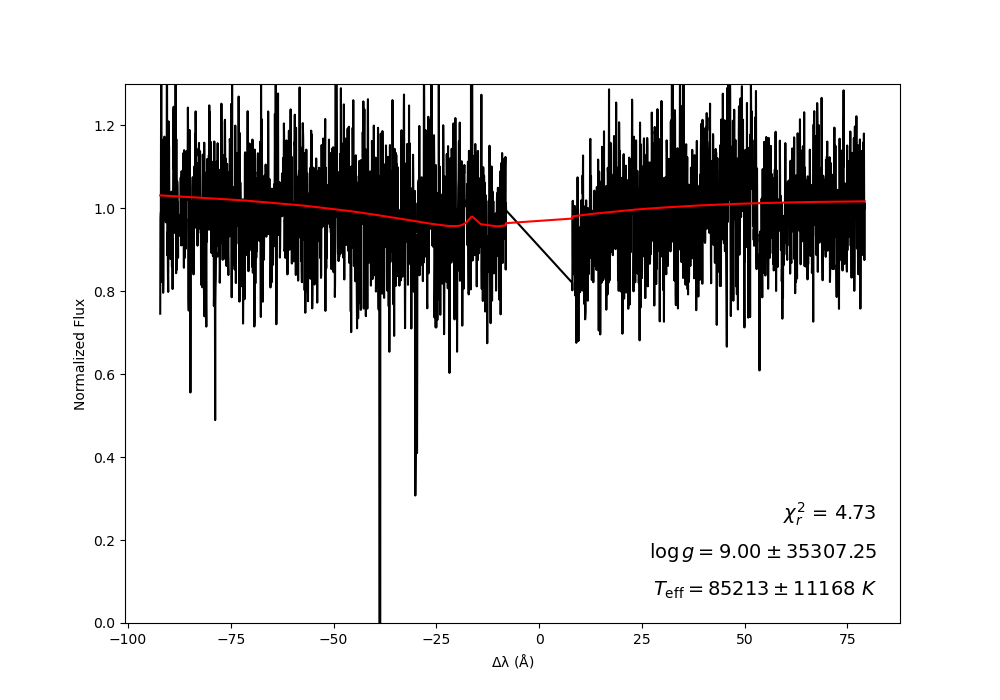 1.2
1.0
0.8
0.6
0.4
0.2
0.0
Normalized Flux
χ²ᵣ = 4.73
log g = 9.00 ± 35307.25
T_eff = 85213 ± 11168 K
−100 −75 −50 −25 0 25 50 75
Δλ (Å)